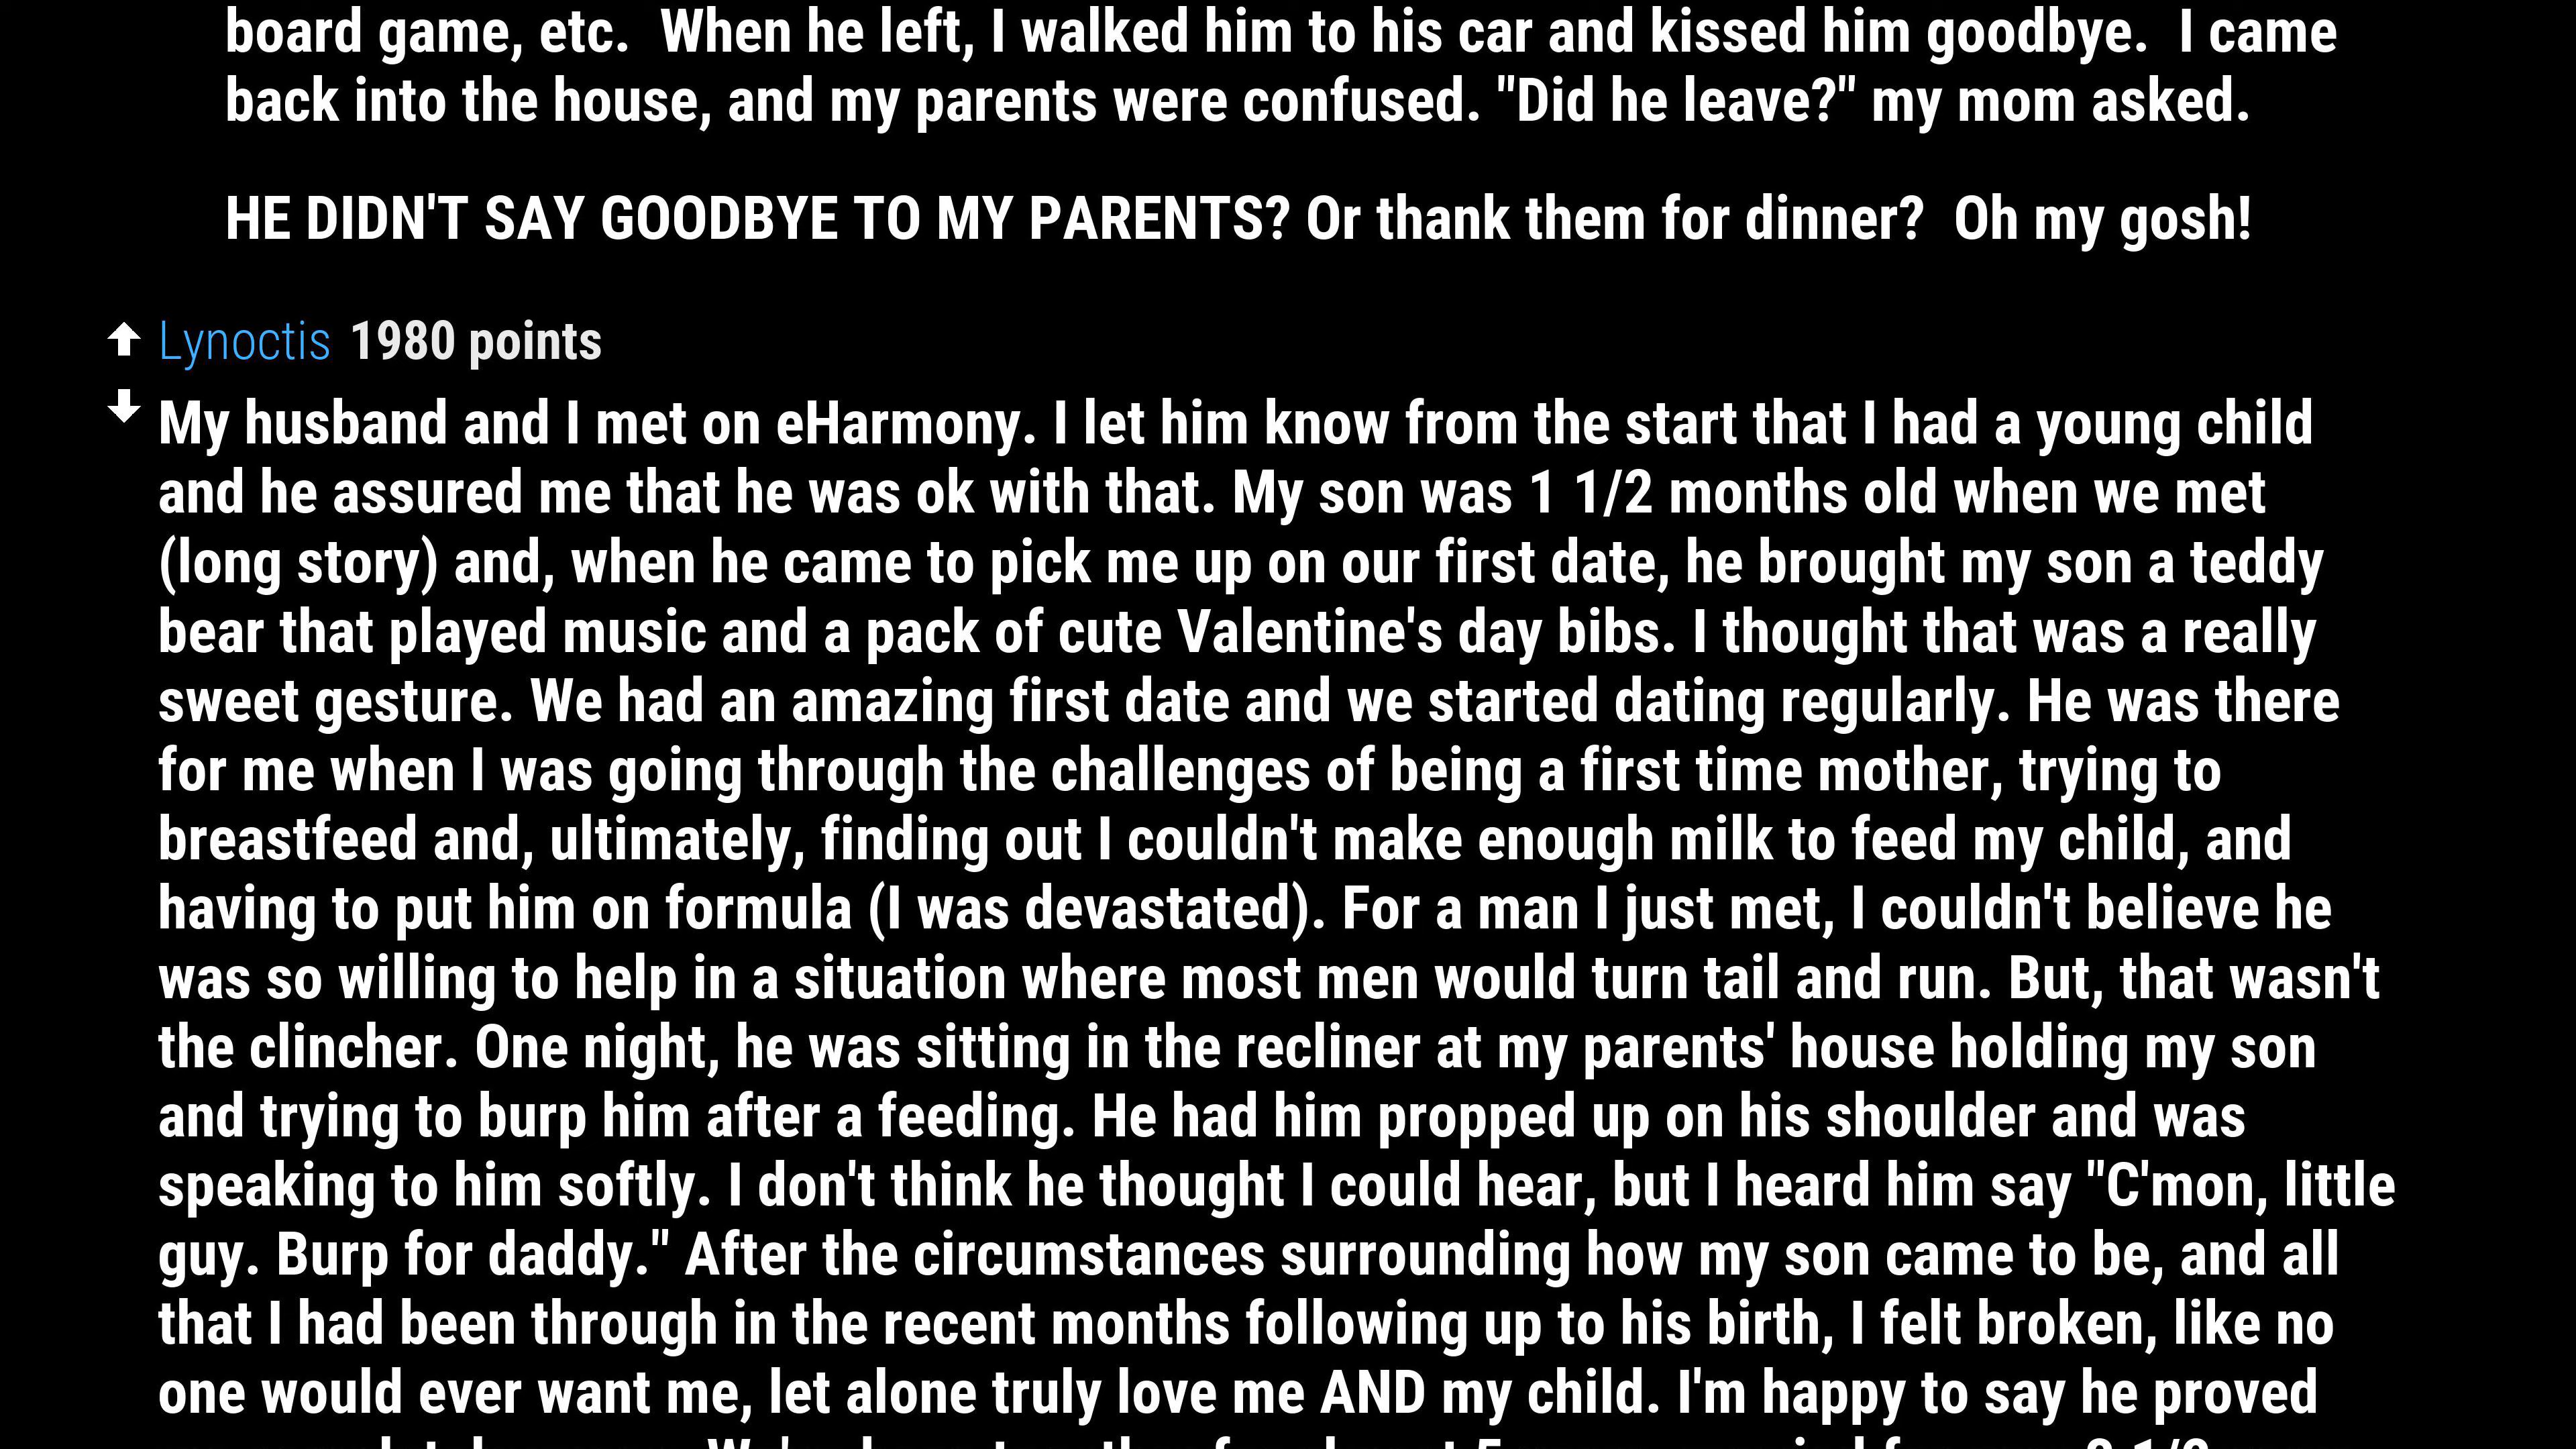 board game, etc.  When he left, I walked him to his car and kissed him goodbye.  I came
back into the house, and my parents were confused. "Did he leave?" my mom asked.
HE DIDN'T SAY GOODBYE TO MY PARENTS? Or thank them for dinner?  Oh my gosh!
Lynoctis 1980 points
My husband and I met on eHarmony. I let him know from the start that I had a young child
and he assured me that he was ok with that. My son was 1 1/2 months old when we met
(long story) and, when he came to pick me up on our first date, he brought my son a teddy
bear that played music and a pack of cute Valentine's day bibs. I thought that was a really
sweet gesture. We had an amazing first date and we started dating regularly. He was there
for me when I was going through the challenges of being a first time mother, trying to
breastfeed and, ultimately, finding out I couldn't make enough milk to feed my child, and
having to put him on formula (I was devastated). For a man I just met, I couldn't believe he
was so willing to help in a situation where most men would turn tail and run. But, that wasn't
the clincher. One night, he was sitting in the recliner at my parents' house holding my son
and trying to burp him after a feeding. He had him propped up on his shoulder and was
speaking to him softly. I don't think he thought I could hear, but I heard him say "C'mon, little
guy. Burp for daddy." After the circumstances surrounding how my son came to be, and all
that I had been through in the recent months following up to his birth, I felt broken, like no
one would ever want me, let alone truly love me AND my child. I'm happy to say he proved